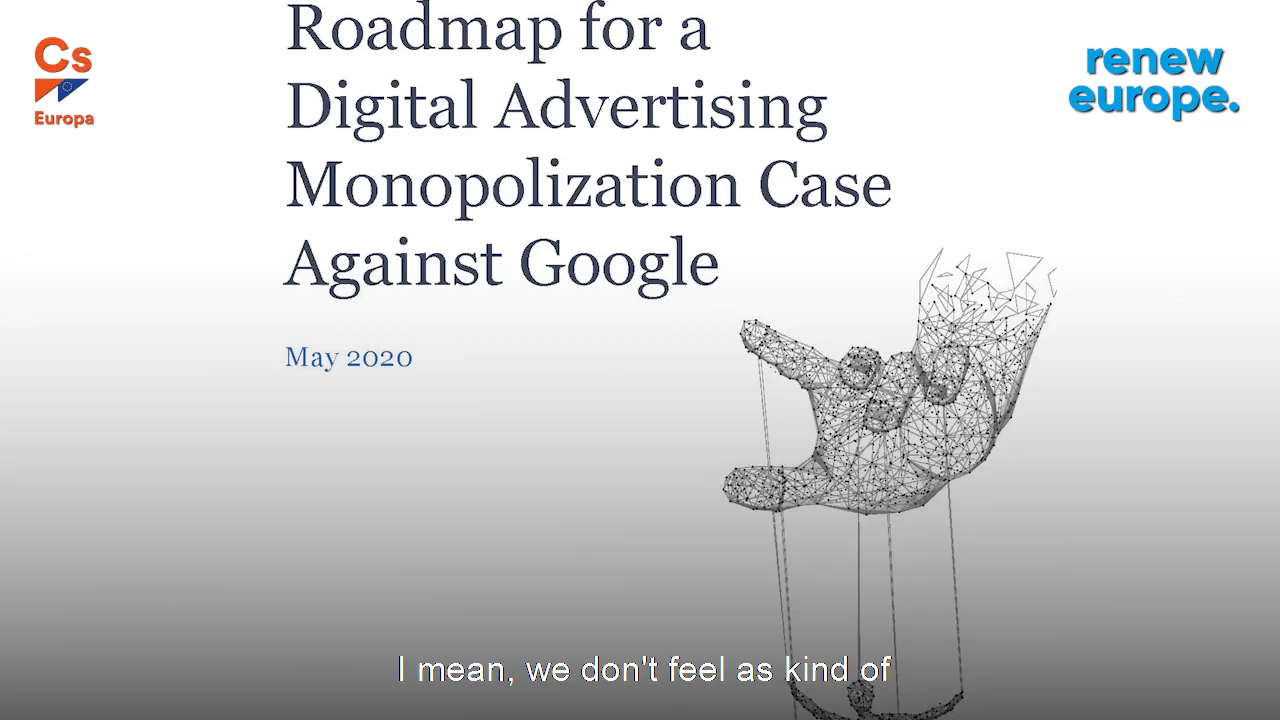 Roadmap for a
Digital Advertising
Monopolization Case
Against Google
May 2020
Cs
Europa
renew
europe.
I mean, we don't feel as kind of